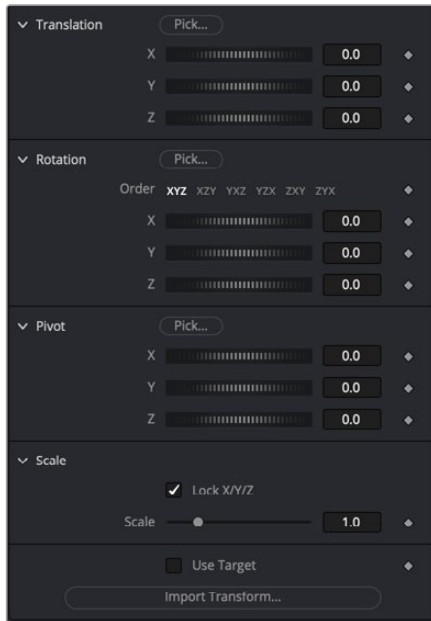 Translation Pick...
X 0.0
Y 0.0
Z 0.0
Rotation Pick...
Order XYZ XZY YXZ YZX ZXY ZYX
X 0.0
Y 0.0
Z 0.0
Pivot Pick...
X 0.0
Y 0.0
Z 0.0
Scale
Lock X/Y/Z
Scale 1.0
Use Target
Import Transform...